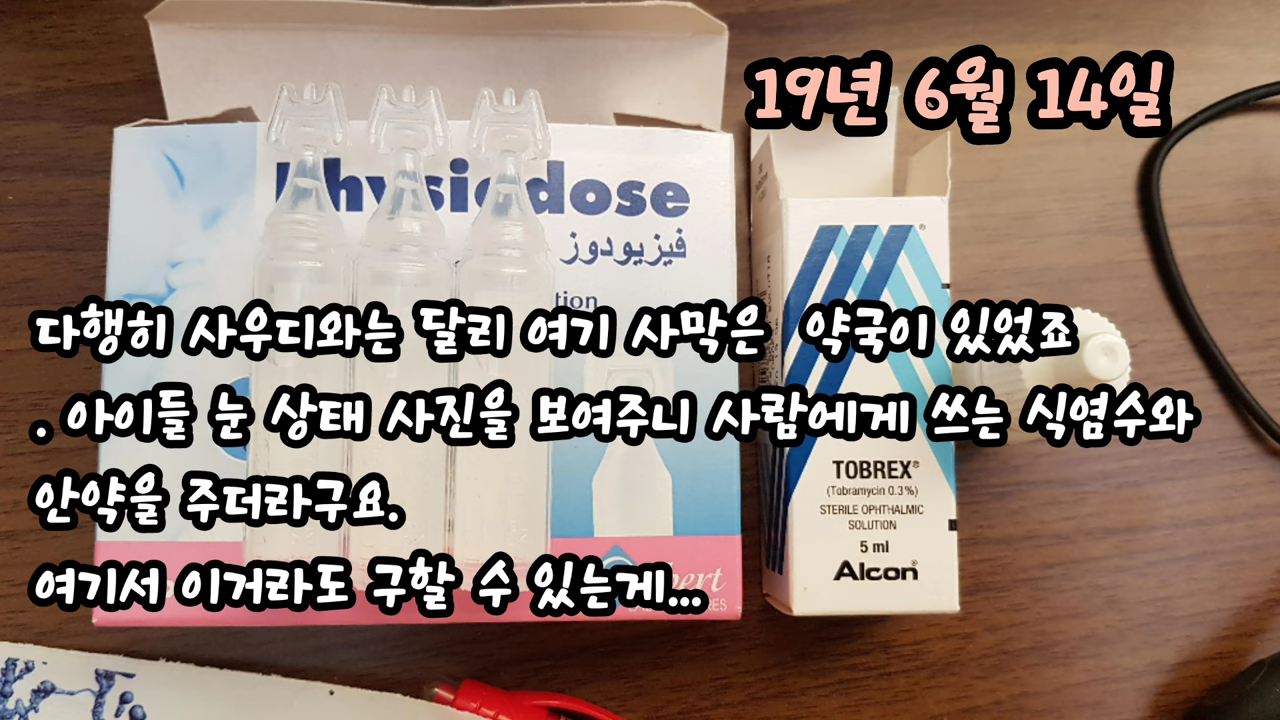 19년 6월 14일
Physiodose
فيزيودوز
다행히 사우디와는 달리 여기 사막은 약국이 있었죠
. 아이들 눈 상태 사진을 보여주니 사람에게 쓰는 식염수와
안약을 주더라구요.
여기서 이거라도 구할 수 있는게...
TOBREX®
(Tobramycin 0.3%)
STERILE OPHTHALMIC
SOLUTION
5 ml
Alcon®